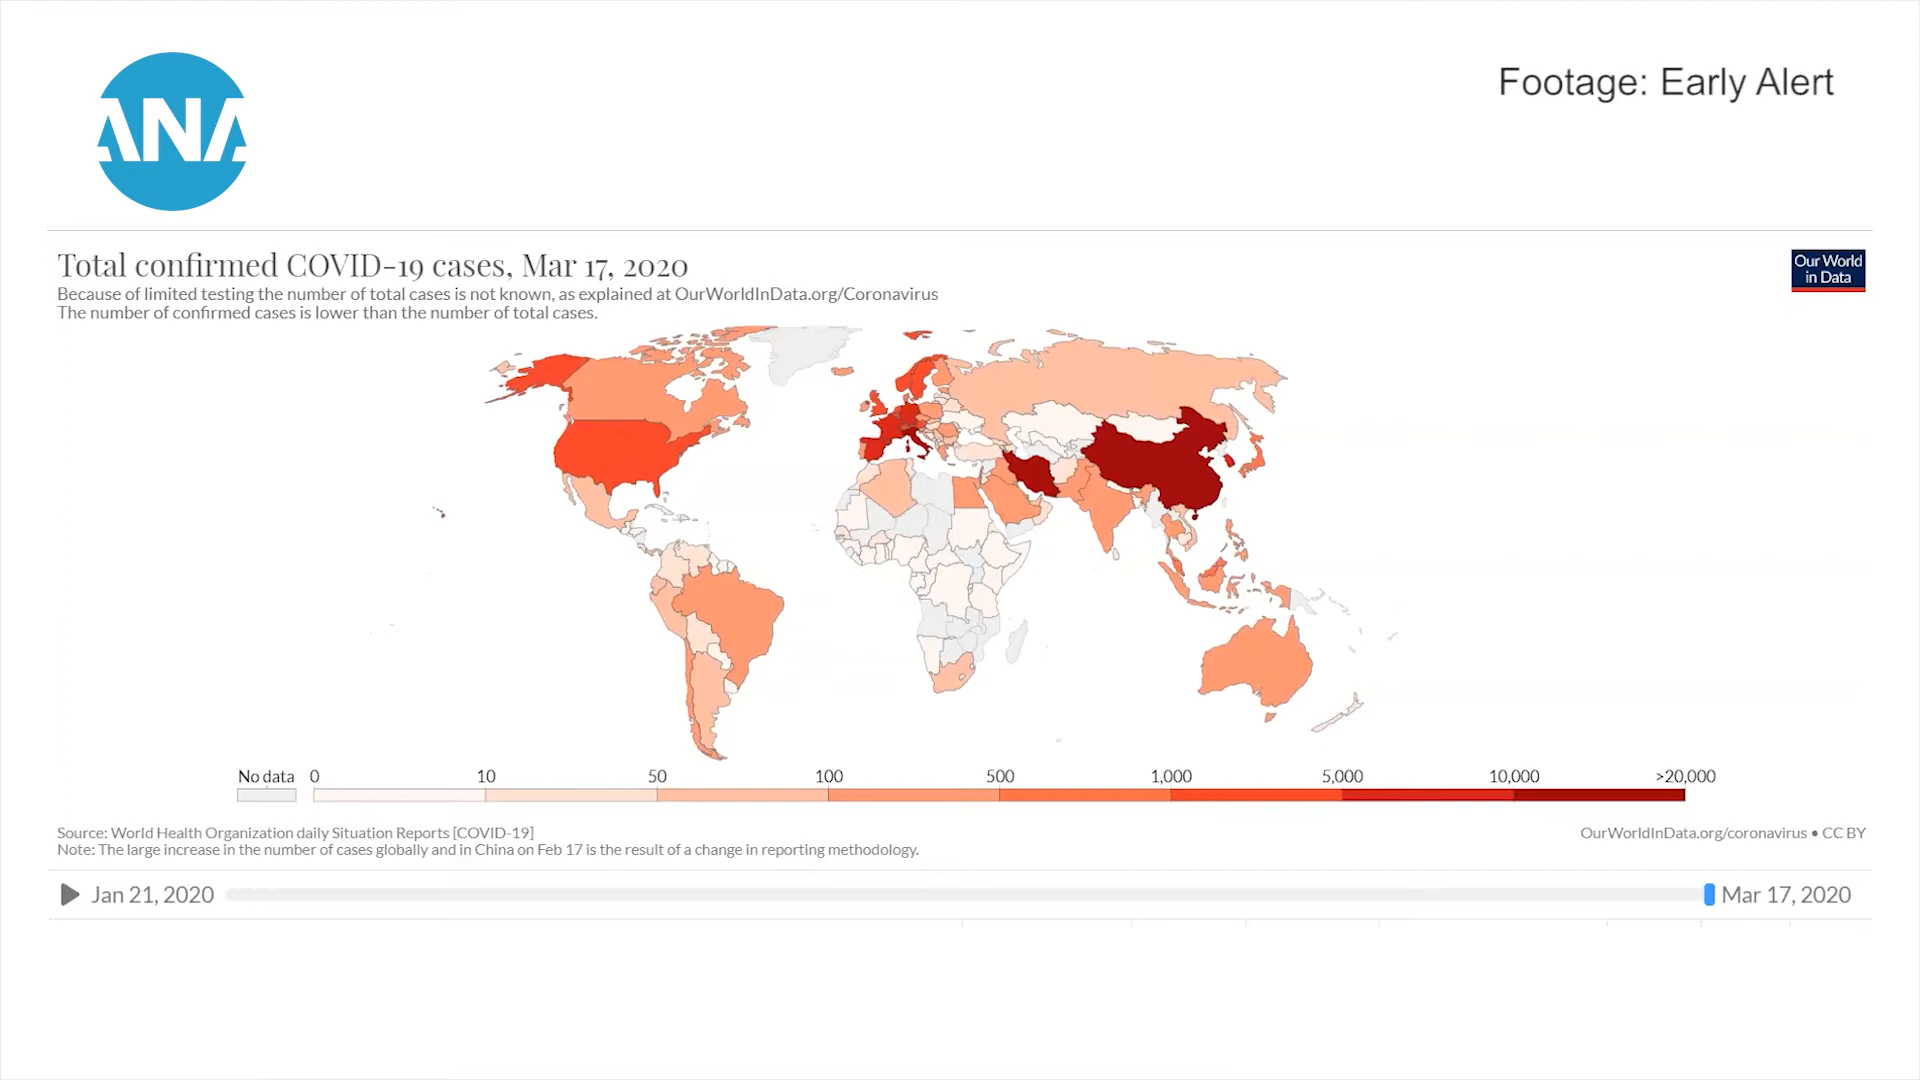 ANA
Footage: Early Alert
Total confirmed COVID-19 cases, Mar 17, 2020
Because of limited testing the number of total cases is not known, as explained at OurWorldInData.org/Coronavirus
The number of confirmed cases is lower than the number of total cases.
Our World
in Data
No data 0 10 50 100 500 1,000 5,000 10,000 >20,000
Source: World Health Organization daily Situation Reports [COVID-19]
OurWorldInData.org/coronavirus • CC BY
Note: The large increase in the number of cases globally and in China on Feb 17 is the result of a change in reporting methodology.
Jan 21, 2020
Mar 17, 2020